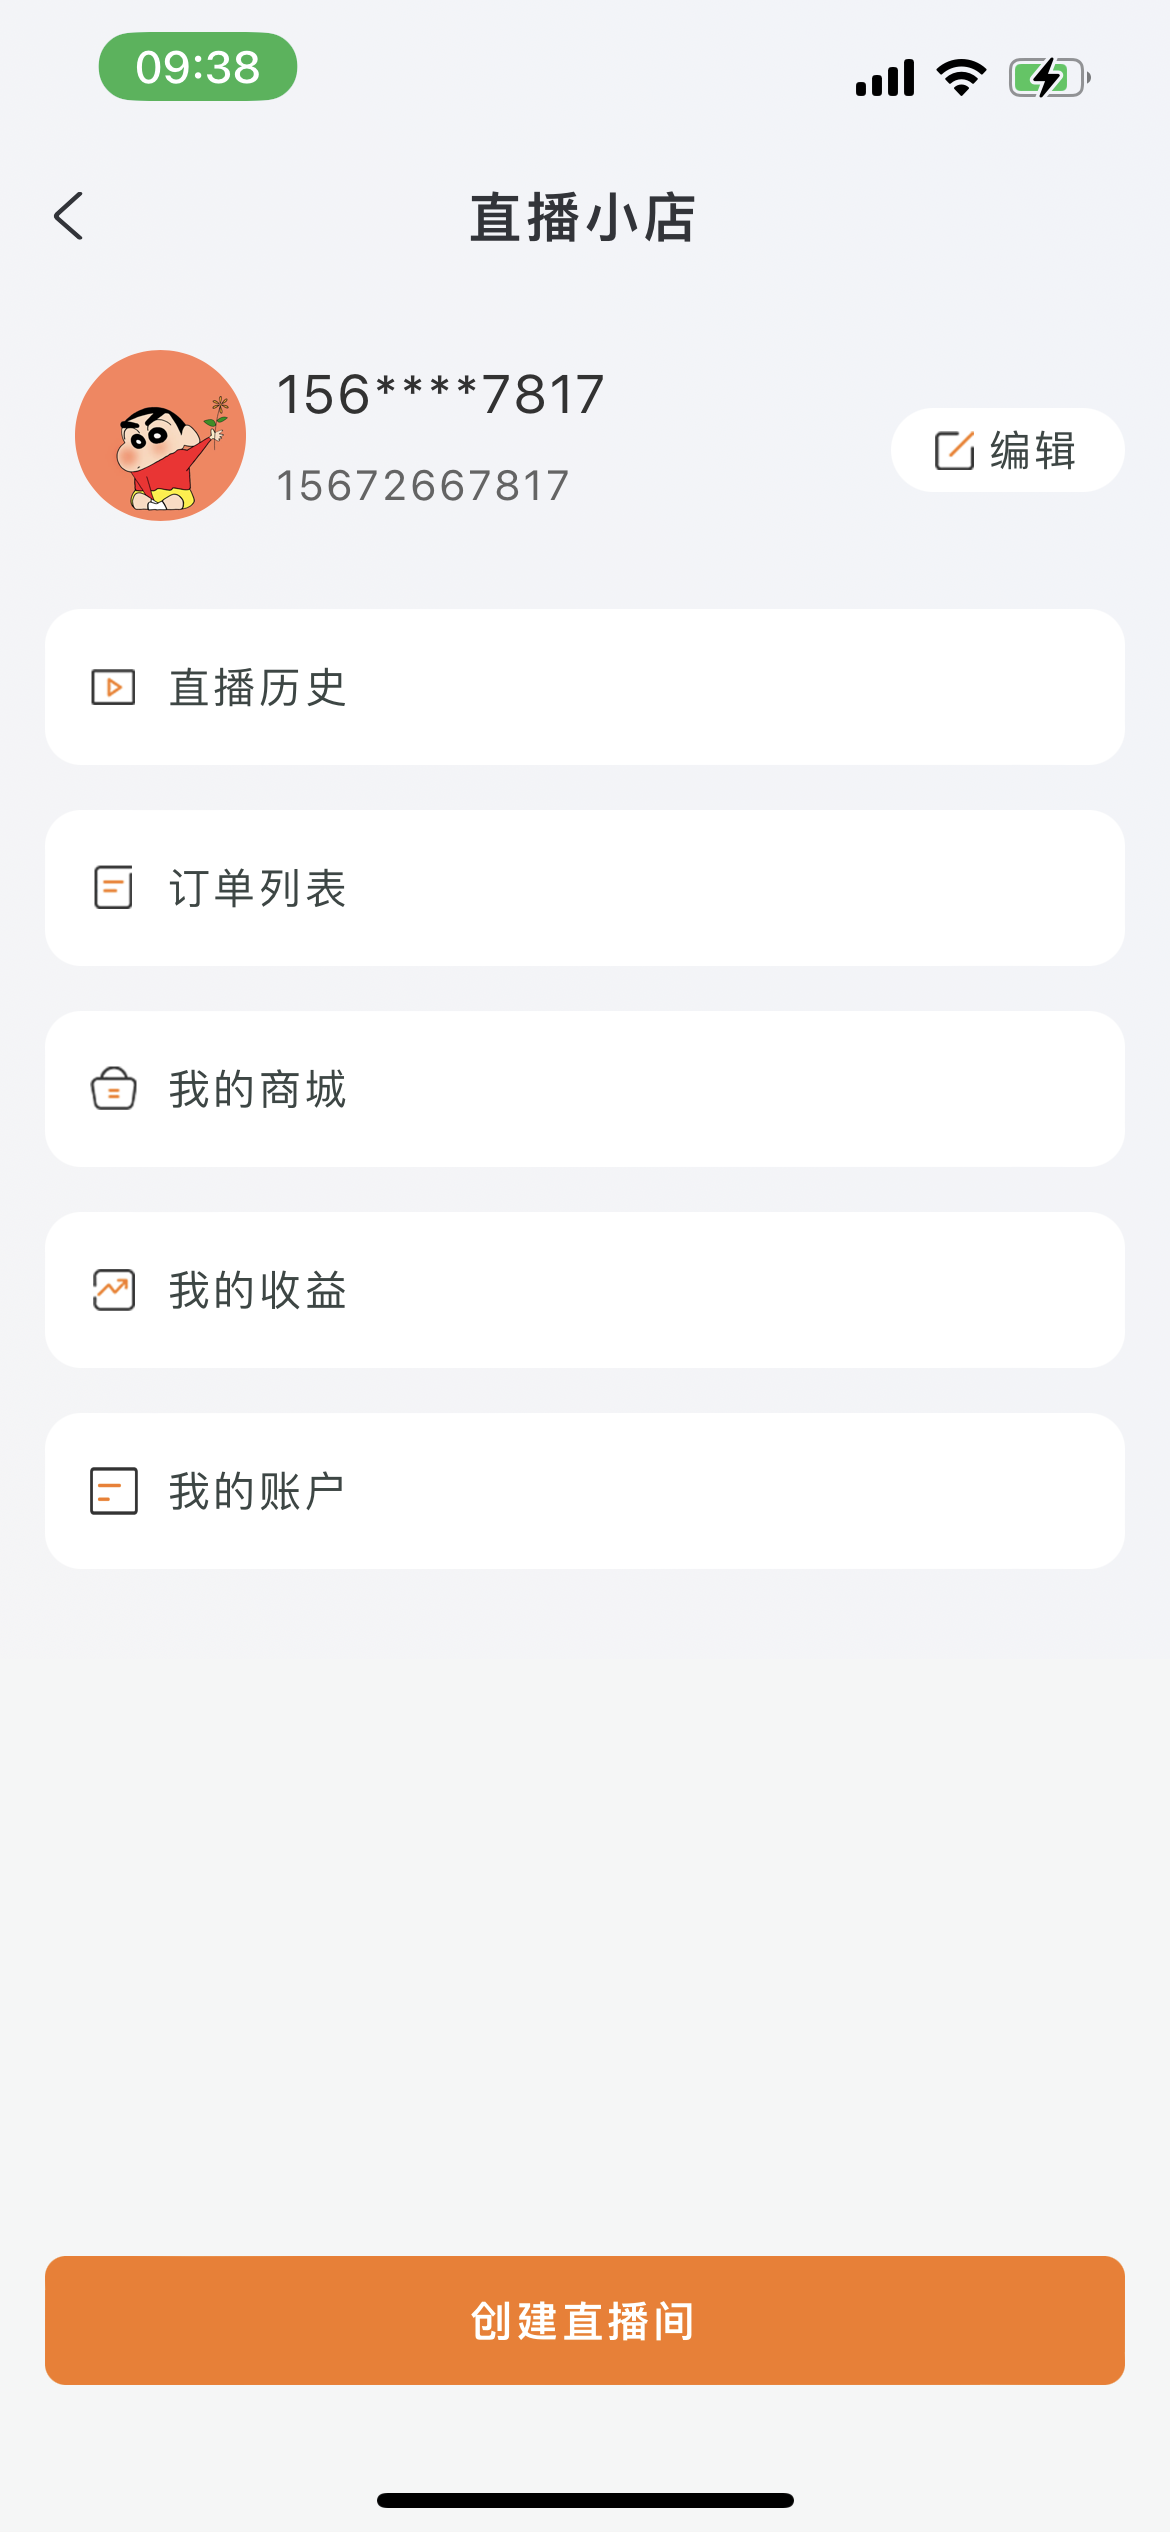 09:38
直播小店
156****7817
15672667817
编辑
直播历史
订单列表
我的商城
我的收益
我的账户
创建直播间